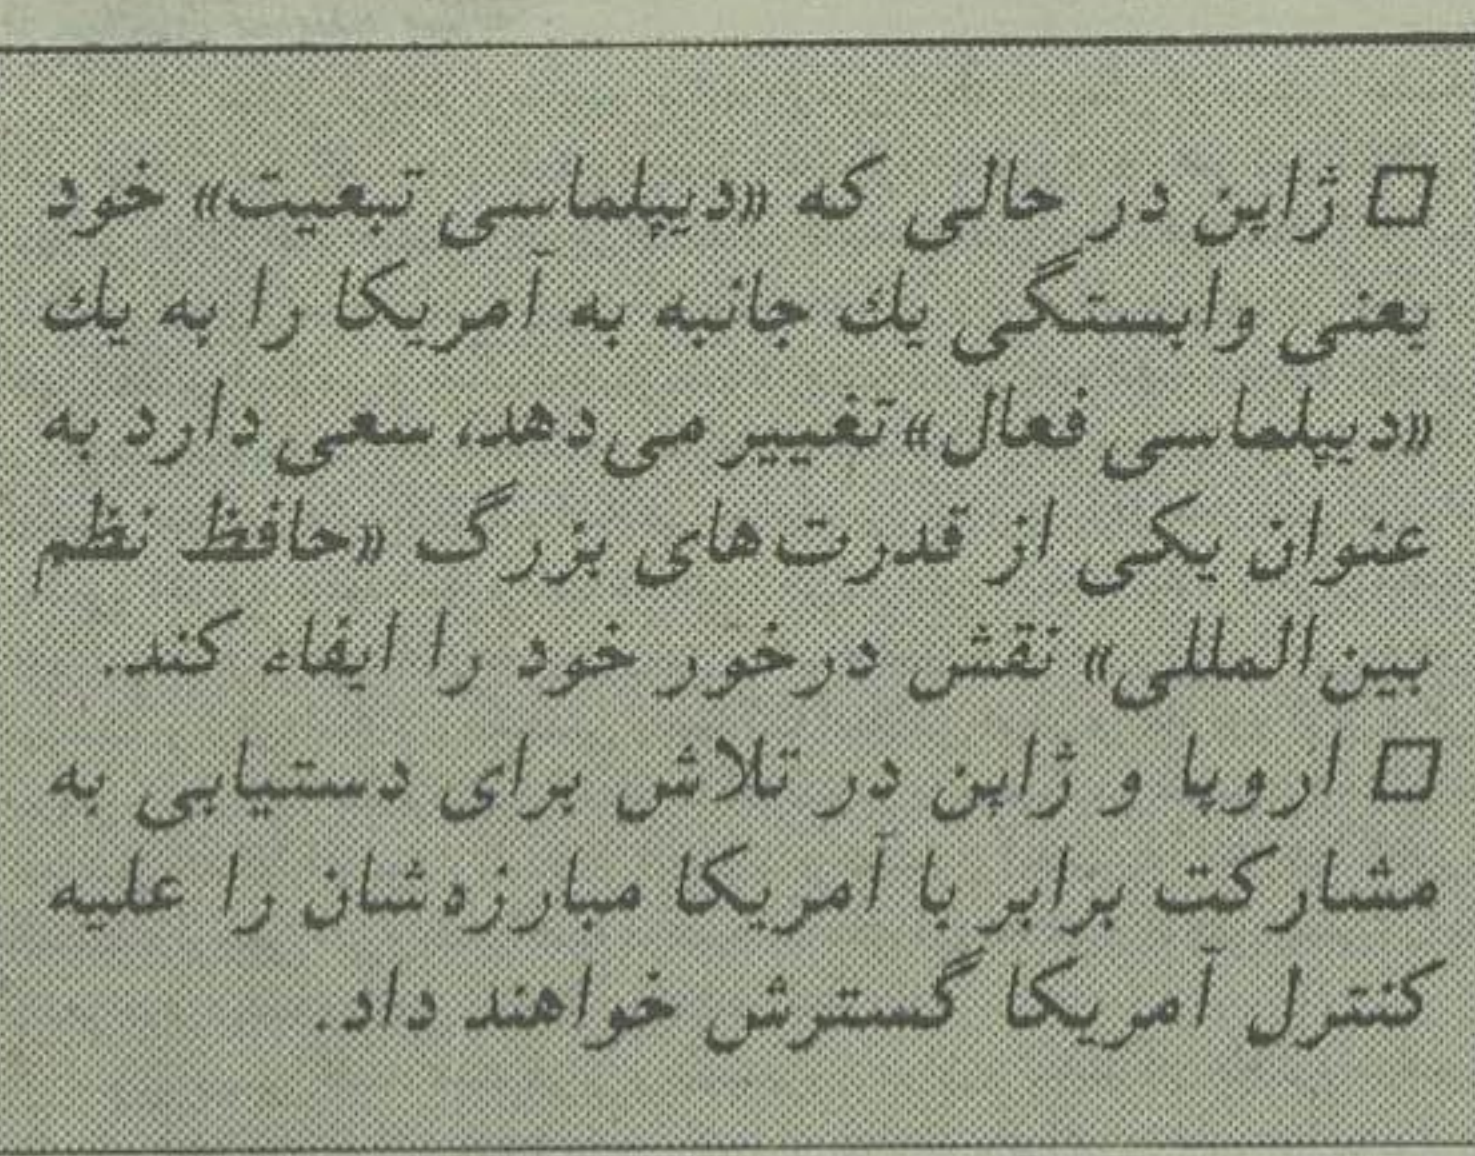 □ ژاپن در حالی که «دیپلماسی تبعیت» خود
یعنی وابستگی یك جانبه به آمریکا را به یك
«دیپلماسی فعال» تغییر می‌دهد، سعی دارد به
عنوان یکی از قدرت‌های بزرگ «حافظ نظم
بین‌المللی» نقش درخور خود را ایفاء کند.
□ اروپا و ژاپن در تلاش برای دستیابی به
مشارکت برابر با آمریکا مبارزه‌شان را علیه
کنترل آمریکا گسترش خواهند داد.